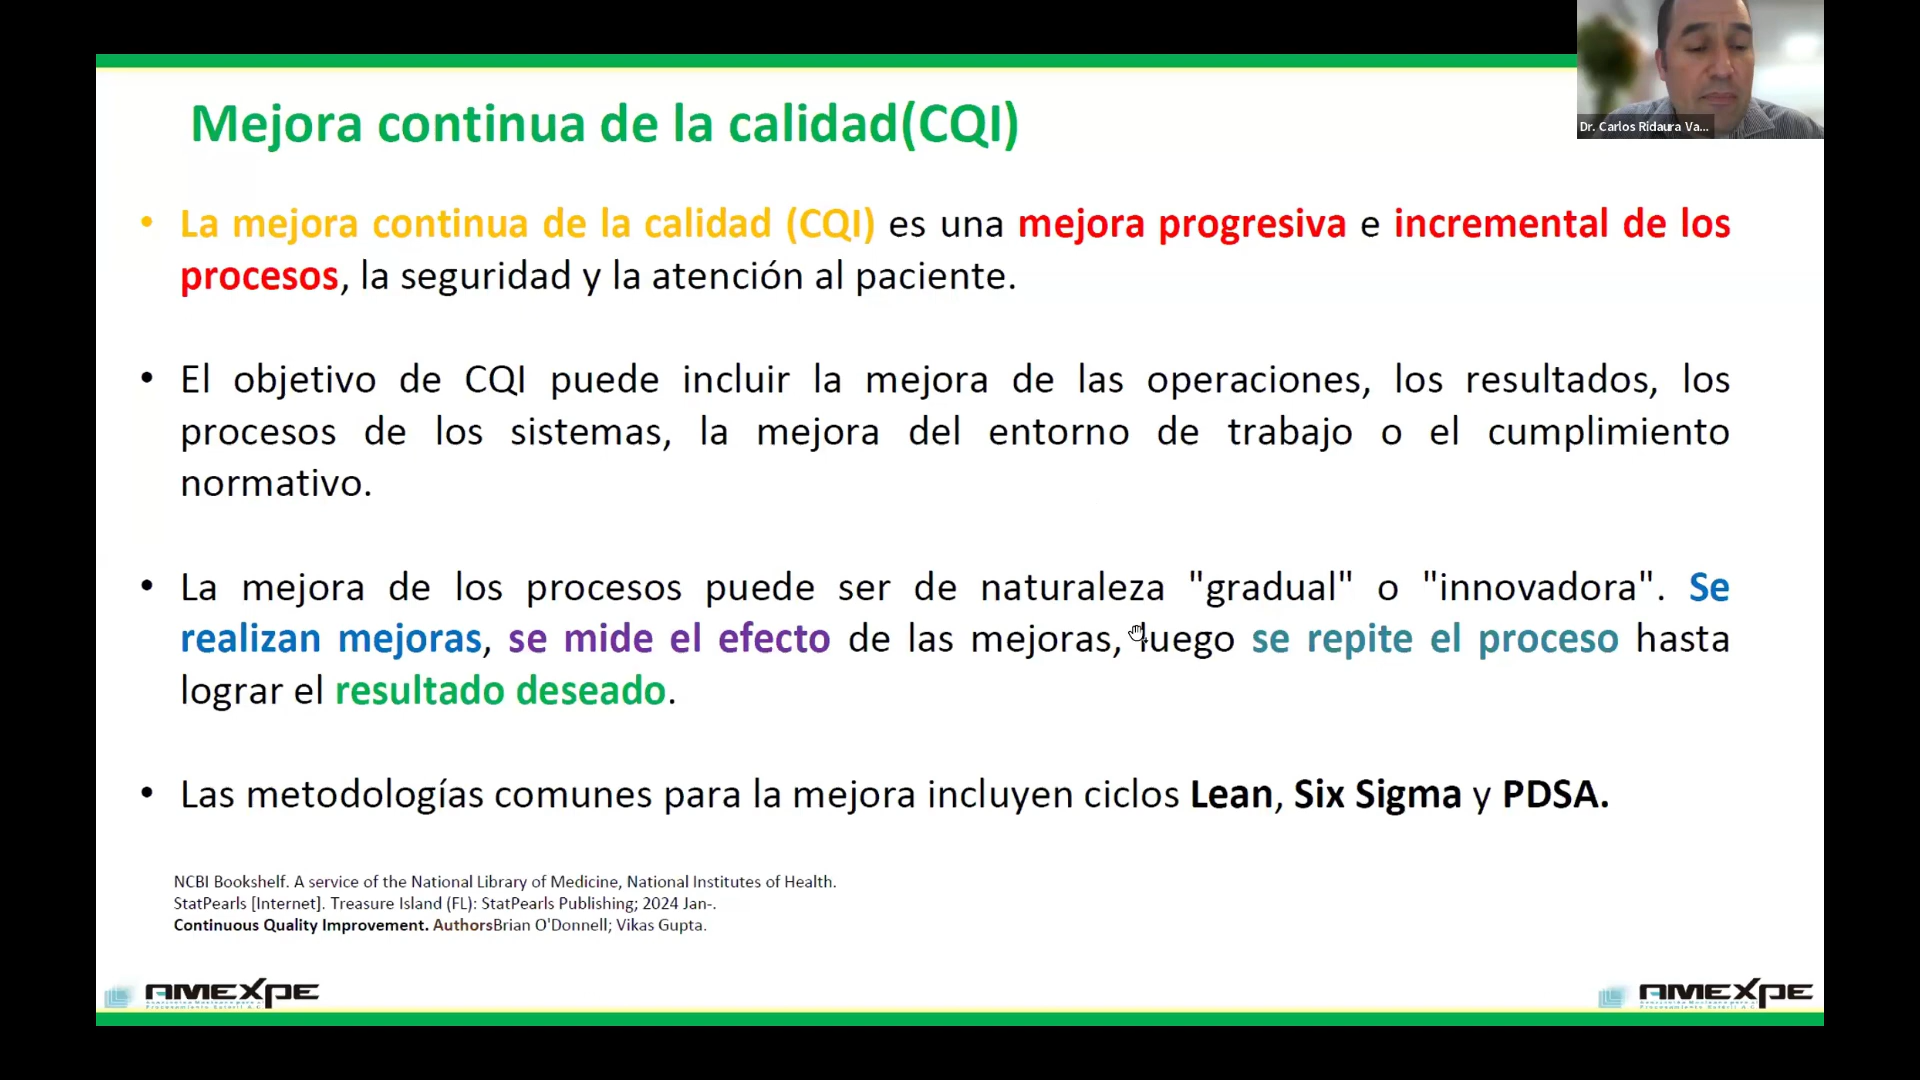 Mejora continua de la calidad(CQI)
Dr. Carlos Ridaura Va...
• La mejora continua de la calidad (CQI) es una mejora progresiva e incremental de los
procesos, la seguridad y la atención al paciente.
• El objetivo de CQI puede incluir la mejora de las operaciones, los resultados, los
procesos de los sistemas, la mejora del entorno de trabajo o el cumplimiento
normativo.
• La mejora de los procesos puede ser de naturaleza "gradual" o "innovadora". Se
realizan mejoras, se mide el efecto de las mejoras, luego se repite el proceso hasta
lograr el resultado deseado.
• Las metodologías comunes para la mejora incluyen ciclos Lean, Six Sigma y PDSA.
NCBI Bookshelf. A service of the National Library of Medicine, National Institutes of Health.
StatPearls [Internet]. Treasure Island (FL): StatPearls Publishing; 2024 Jan-.
Continuous Quality Improvement. AuthorsBrian O'Donnell; Vikas Gupta.
AMEXPE
AMEXPE